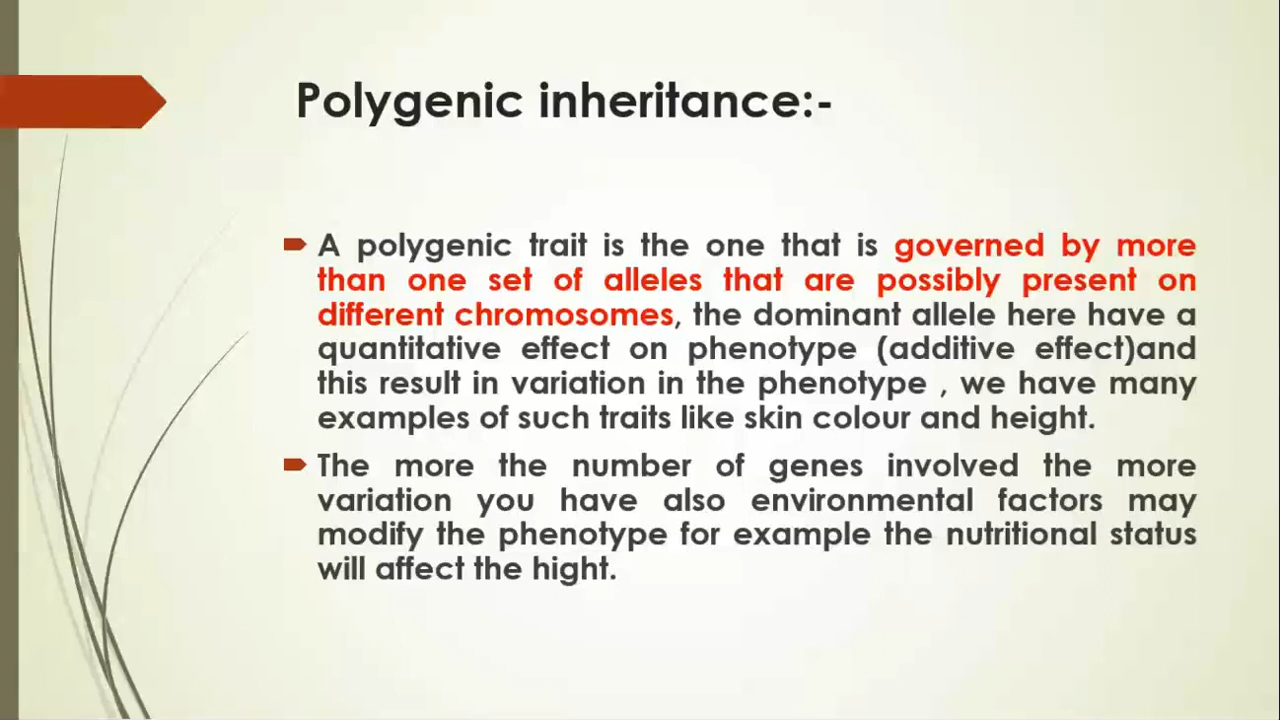 Polygenic inheritance:-
A polygenic trait is the one that is governed by more
than one set of alleles that are possibly present on
different chromosomes, the dominant allele here have a
quantitative effect on phenotype (additive effect)and
this result in variation in the phenotype , we have many
examples of such traits like skin colour and height.
The more the number of genes involved the more
variation you have also environmental factors may
modify the phenotype for example the nutritional status
will affect the hight.